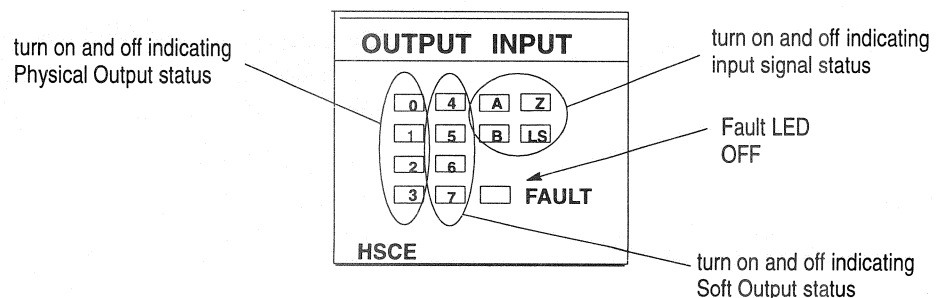 turn on and off indicating
Physical Output status
OUTPUT INPUT
turn on and off indicating
input signal status
0 4 A Z
1 5 B LS
2 6
3 7 FAULT
Fault LED
OFF
HSCE
turn on and off indicating
Soft Output status